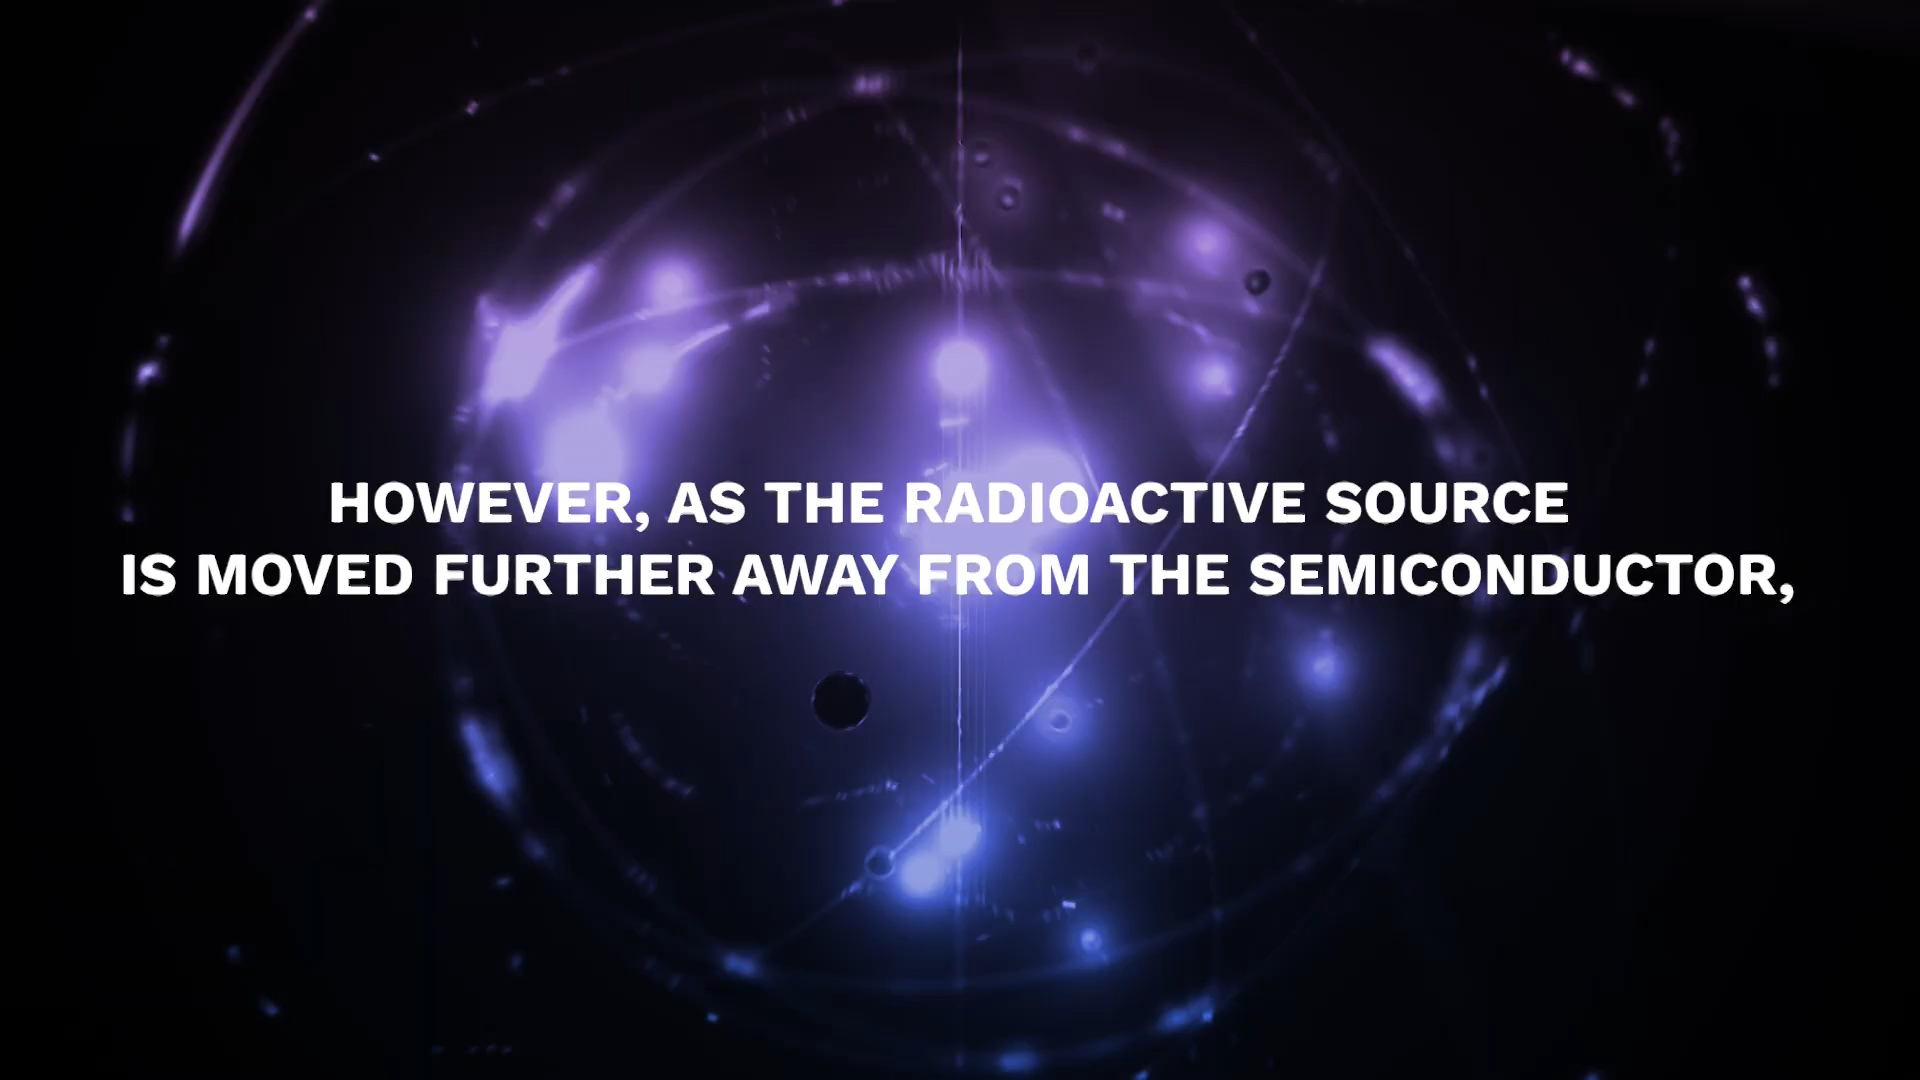 HOWEVER, AS THE RADIOACTIVE SOURCE
IS MOVED FURTHER AWAY FROM THE SEMICONDUCTOR,